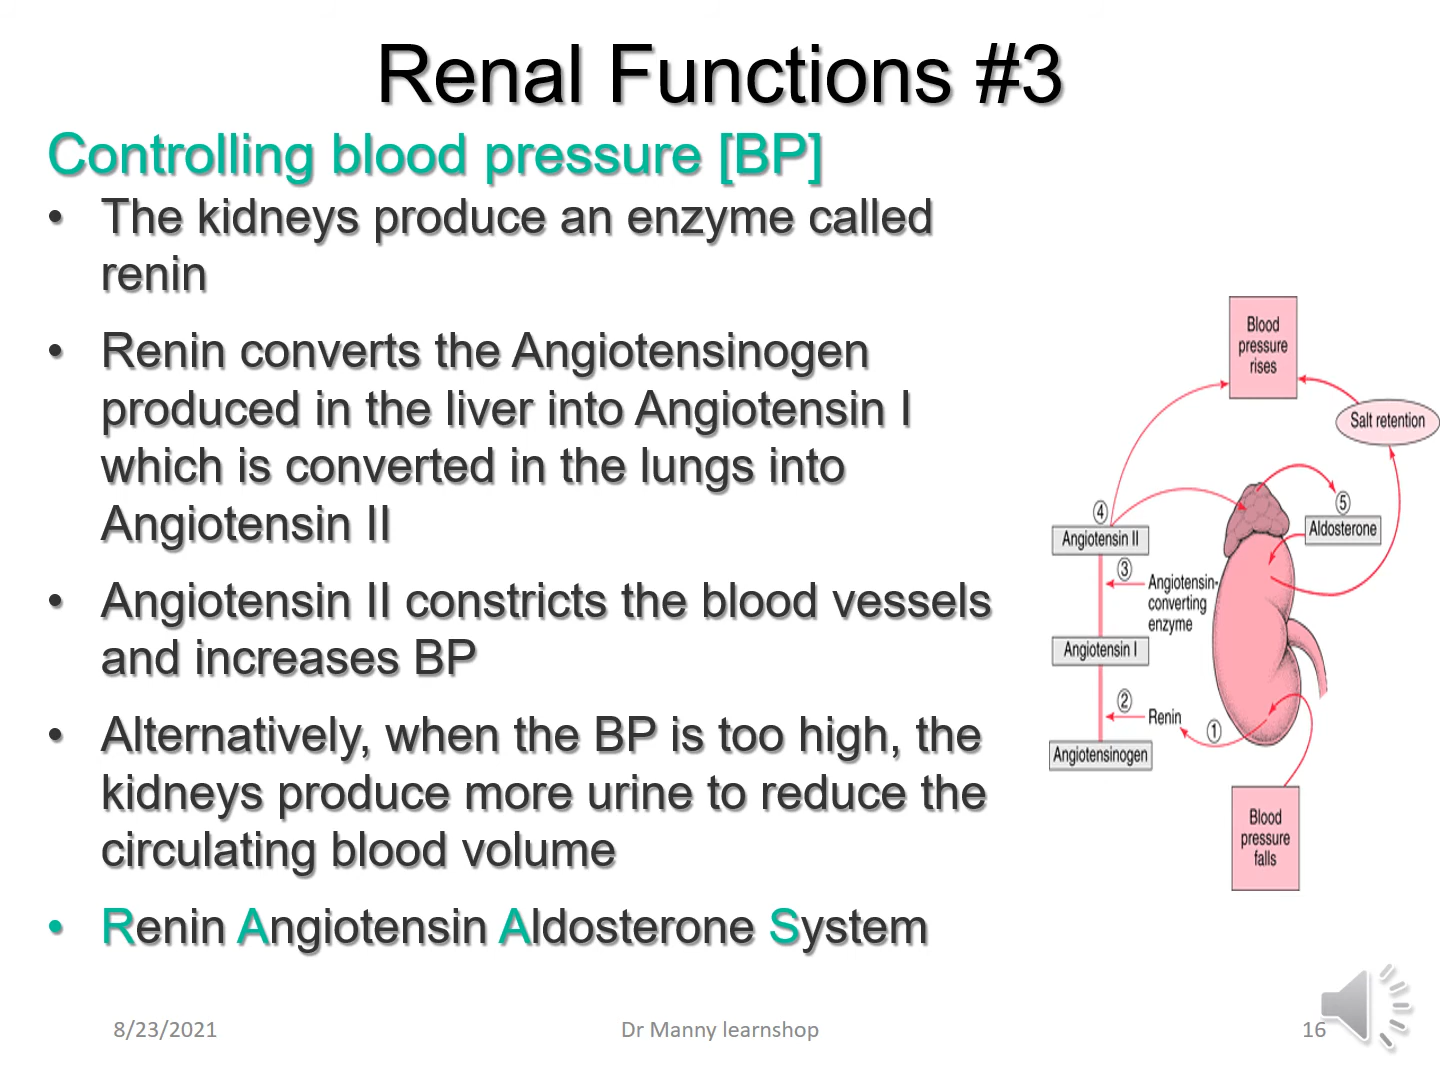 Renal Functions #3
Controlling blood pressure [BP]
• The kidneys produce an enzyme called
renin
• Renin converts the Angiotensinogen
produced in the liver into Angiotensin I
which is converted in the lungs into
Angiotensin II
• Angiotensin II constricts the blood vessels
and increases BP
• Alternatively, when the BP is too high, the
kidneys produce more urine to reduce the
circulating blood volume
• Renin Angiotensin Aldosterone System
Blood
pressure
rises
Salt retention
5
Aldosterone
4
Angiotensin II
3
Angiotensin-
converting
enzyme
Angiotensin I
2
Renin
1
Angiotensinogen
Blood
pressure
falls
8/23/2021
Dr Manny learnshop
16